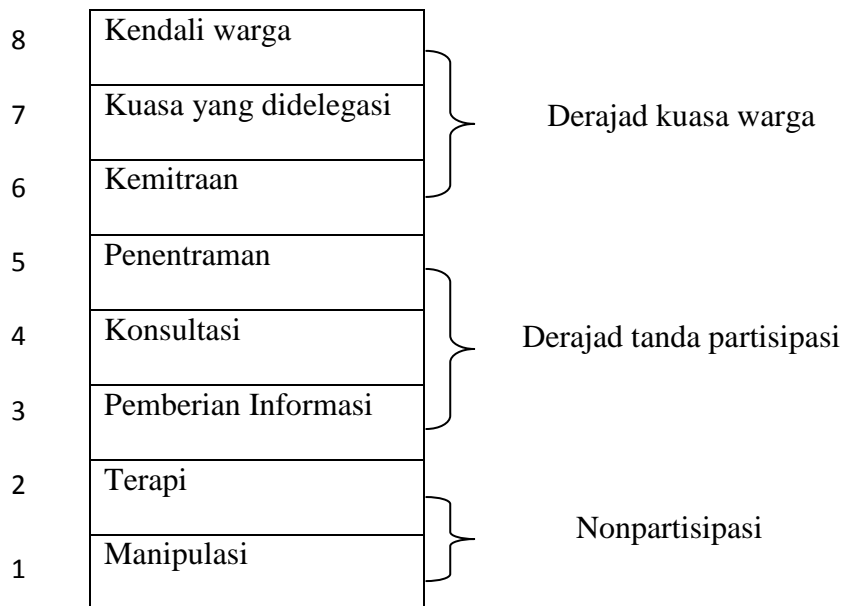 8 Kendali warga
7 Kuasa yang didelegasi
Derajad kuasa warga
6 Kemitraan
5 Penentraman
4 Konsultasi
Derajad tanda partisipasi
3 Pemberian Informasi
2 Terapi
Nonpartisipasi
1 Manipulasi